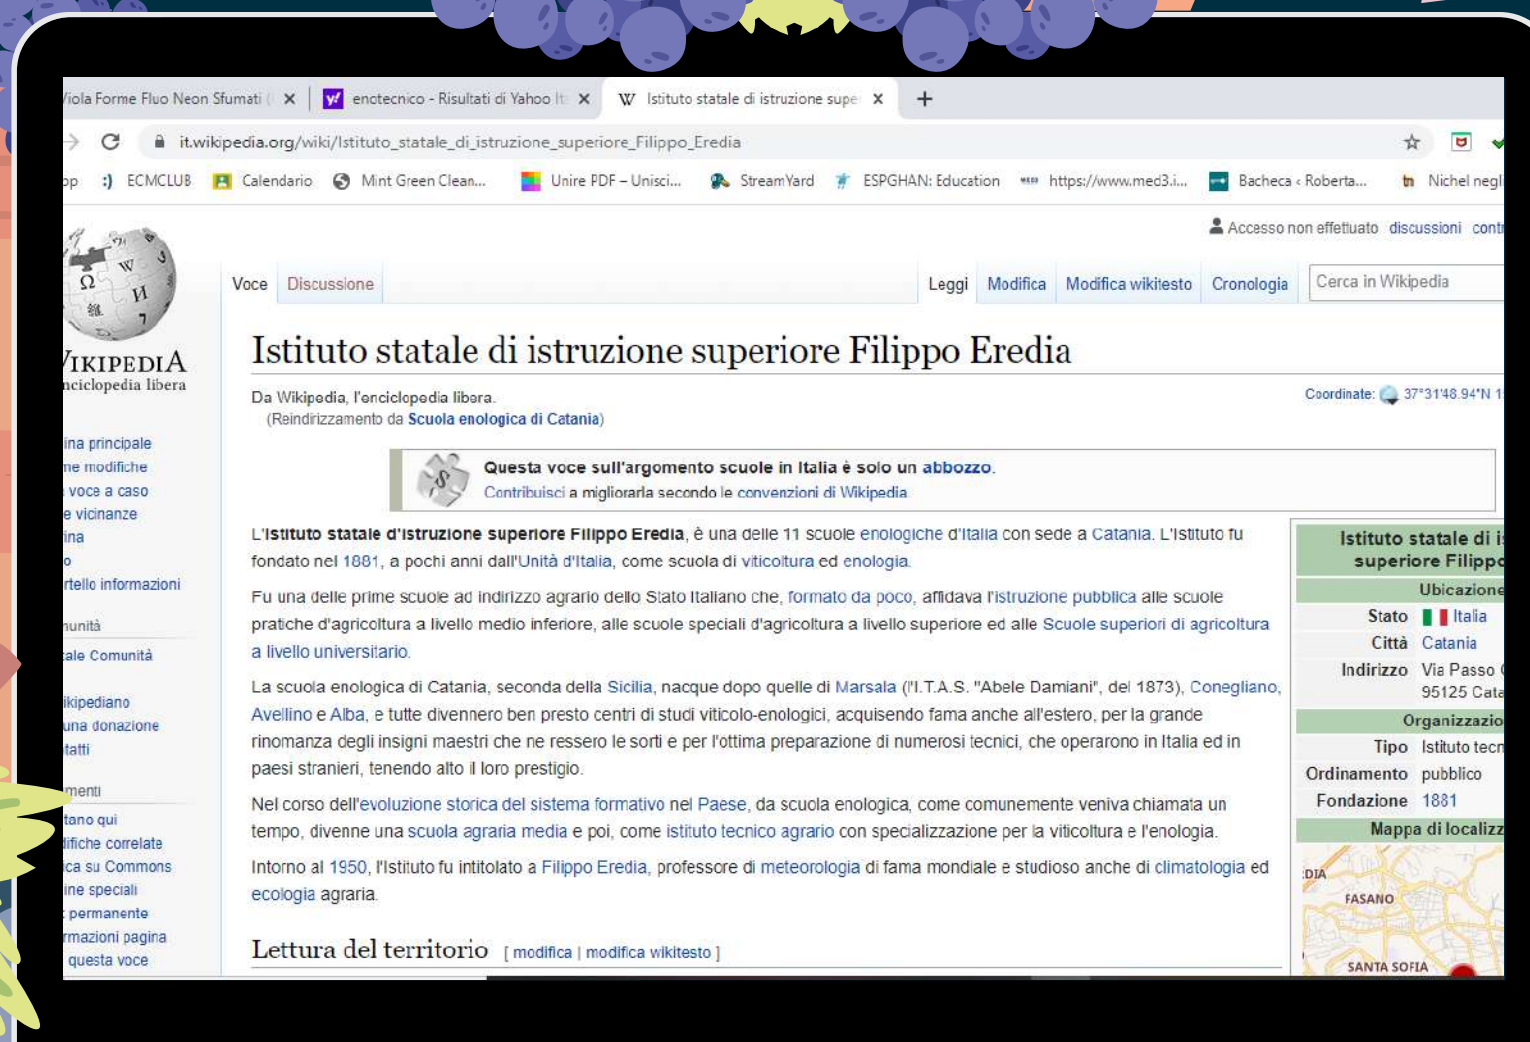 Viola Forme Fluo Neon Sfumati
enotecnico - Risultati di Yahoo It
Istituto statale di istruzione supe
it.wikipedia.org/wiki/Istituto_statale_di_istruzione_superiore_Filippo_Eredia
:) ECMCLUB Calendario Mint Green Clean... Unire PDF – Unisci... StreamYard ESPGHAN: Education https://www.med3.i... Bacheca ‹ Roberta... Nichel negli
Accesso non effettuato discussioni contr
Voce Discussione Leggi Modifica Modifica wikitesto Cronologia Cerca in Wikipedia
WIKIPEDIA
nciclopedia libera
Istituto statale di istruzione superiore Filippo Eredia
Da Wikipedia, l'enciclopedia libera.
(Reindirizzamento da Scuola enologica di Catania)
Coordinate: 37°31′48.94″N 1
Questa voce sull'argomento scuole in Italia è solo un abbozzo.
Contribuisci a migliorarla secondo le convenzioni di Wikipedia
L'Istituto statale d'istruzione superiore Filippo Eredia, è una delle 11 scuole enologiche d'Italia con sede a Catania. L'Istituto fu
fondato nel 1881, a pochi anni dall'Unità d'Italia, come scuola di viticoltura ed enologia.
Fu una delle prime scuole ad indirizzo agrario dello Stato Italiano che, formato da poco, affidava l'istruzione pubblica alle scuole
pratiche d'agricoltura a livello medio inferiore, alle scuole speciali d'agricoltura a livello superiore ed alle Scuole superiori di agricoltura
a livello universitario.
La scuola enologica di Catania, seconda della Sicilia, nacque dopo quelle di Marsala (l'I.T.A.S. "Abele Damiani", del 1873), Conegliano,
Avellino e Alba, e tutte divennero ben presto centri di studi viticolo-enologici, acquisendo fama anche all'estero, per la grande
rinomanza degli insigni maestri che ne ressero le sorti e per l'ottima preparazione di numerosi tecnici, che operarono in Italia ed in
paesi stranieri, tenendo alto il loro prestigio.
Nel corso dell'evoluzione storica del sistema formativo nel Paese, da scuola enologica, come comunemente veniva chiamata un
tempo, divenne una scuola agraria media e poi, come istituto tecnico agrario con specializzazione per la viticoltura e l'enologia.
Intorno al 1950, l'Istituto fu intitolato a Filippo Eredia, professore di meteorologia di fama mondiale e studioso anche di climatologia ed
ecologia agraria.
Lettura del territorio [ modifica | modifica wikitesto ]
ina principale
me modifiche
voce a caso
e vicinanze
ina
o
rtello informazioni
nunità
tale Comunità
ikipediano
una donazione
tatti
menti
tano qui
difiche correlate
ica su Commons
ine speciali
permanente
rmazioni pagina
questa voce
Istituto statale di is
superiore Filippo
Ubicazione
Stato Italia
Città Catania
Indirizzo Via Passo
95125 Cata
Organizzazio
Tipo Istituto tecn
Ordinamento pubblico
Fondazione 1881
Mappa di localizz
DIA
FASANO
SANTA SOFIA